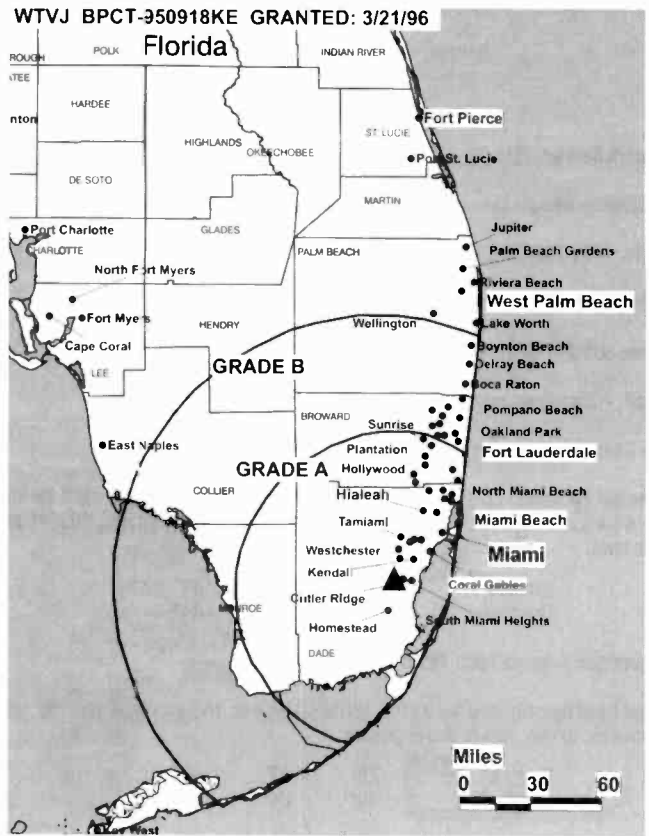 WTVJ BPCT-950918KE GRANTED: 3/21/96
Florida
POLK
INDIAN RIVER
ROUGH
ATEE
HARDEE
nton
Fort Pierce
ST. LUCIE
HIGHLANDS
OKEECHOBEE
Port St. Lucie
DE SOTO
MARTIN
Port Charlotte
GLADES
Jupiter
CHARLOTTE
PALM BEACH
Palm Beach Gardens
North Fort Myers
Riviera Beach
West Palm Beach
Fort Myers
HENDRY
Wellington
Lake Worth
Cape Coral
Boynton Beach
GRADE B
Delray Beach
LEE
Boca Raton
BROWARD
Pompano Beach
Sunrise
Oakland Park
East Naples
Plantation
Fort Lauderdale
GRADE A
Hollywood
COLLIER
Hialeah
North Miami Beach
Tamiami
Miami Beach
Westchester
Miami
Kendall
Coral Gables
Cutler Ridge
MONROE
South Miami Heights
Homestead
DADE
Miles
0 30 60
Key West